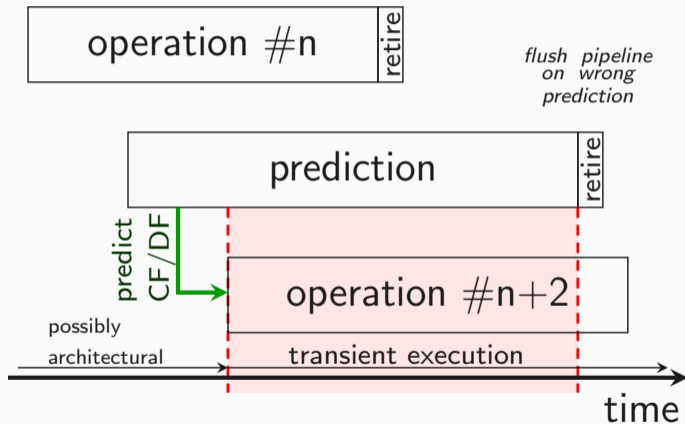 operation #n
retire
flush pipeline
on wrong
prediction
prediction
retire
predict
CF/DF
operation #n+2
possibly
architectural
transient execution
time